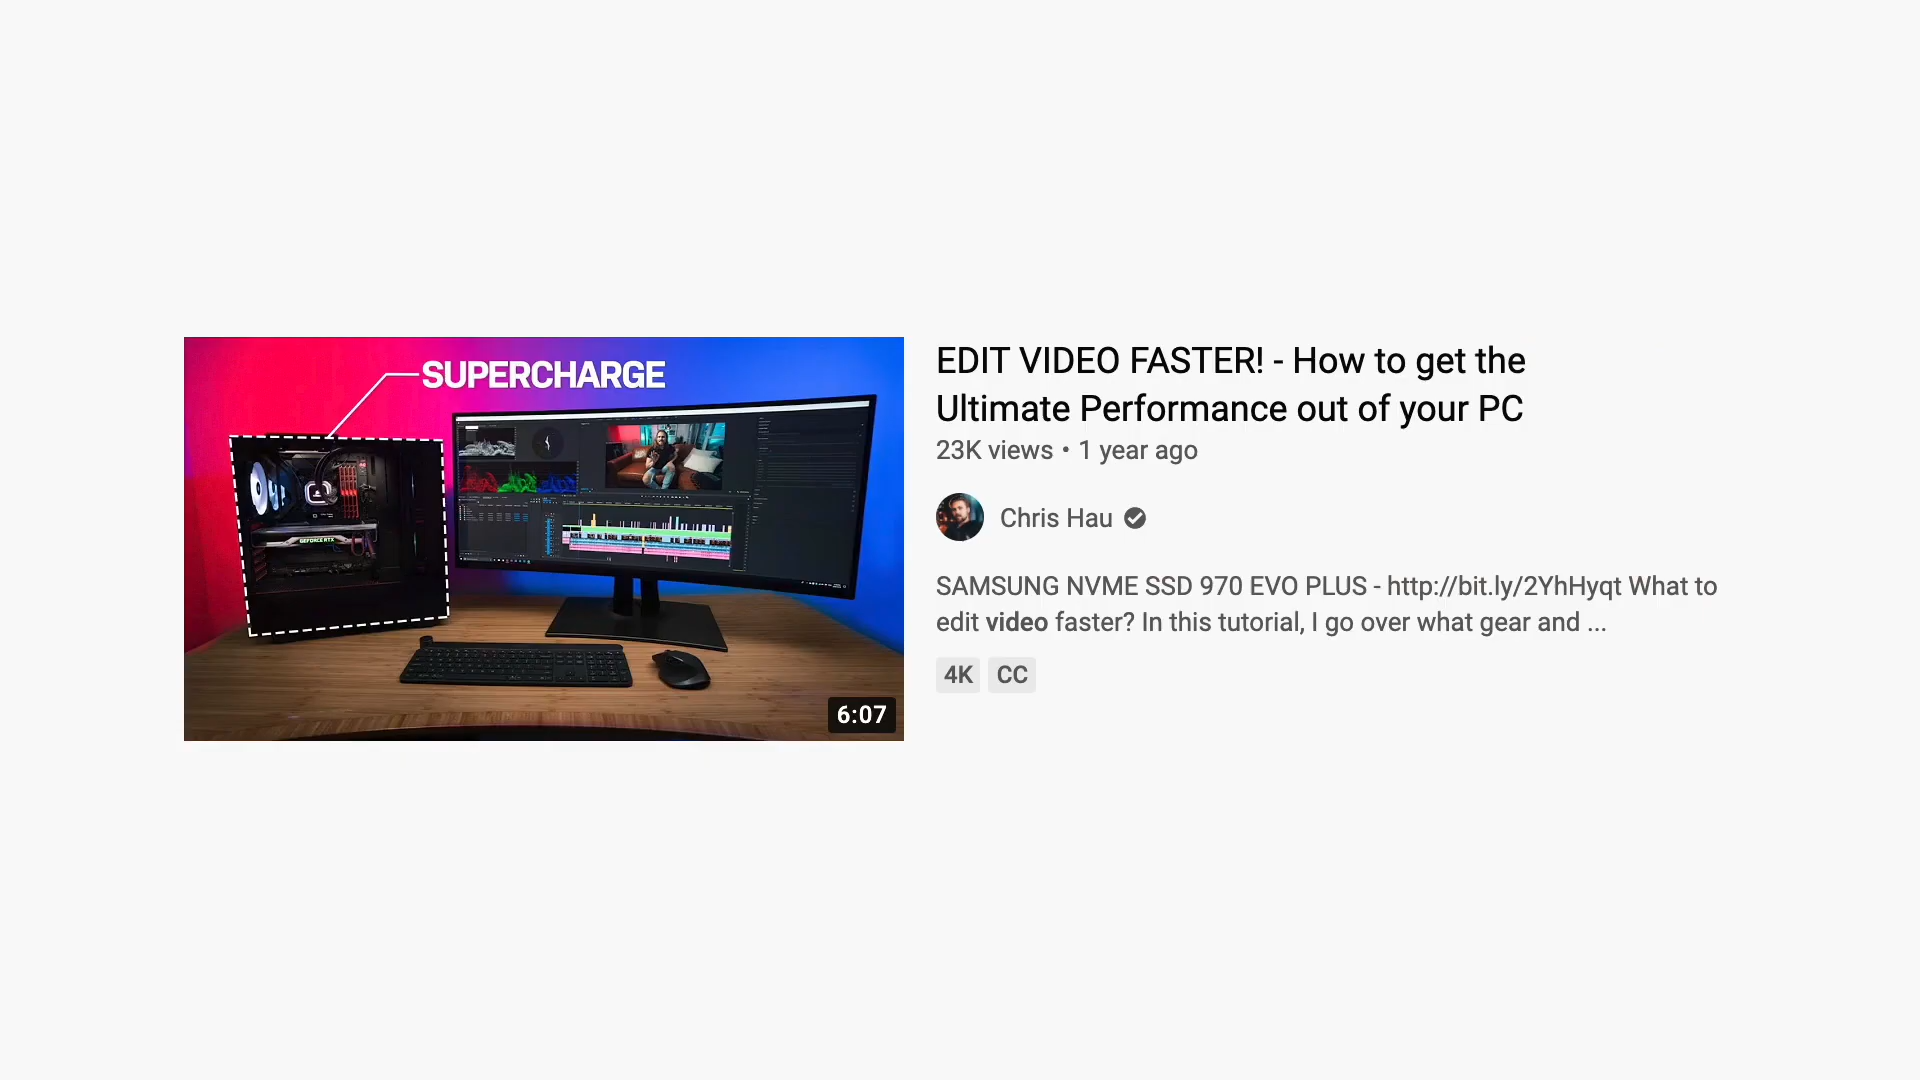 SUPERCHARGE
GEFORCE RTX
6:07
EDIT VIDEO FASTER! - How to get the
Ultimate Performance out of your PC
23K views • 1 year ago
Chris Hau
SAMSUNG NVME SSD 970 EVO PLUS - http://bit.ly/2YhHyqt What to
edit video faster? In this tutorial, I go over what gear and ...
4K CC